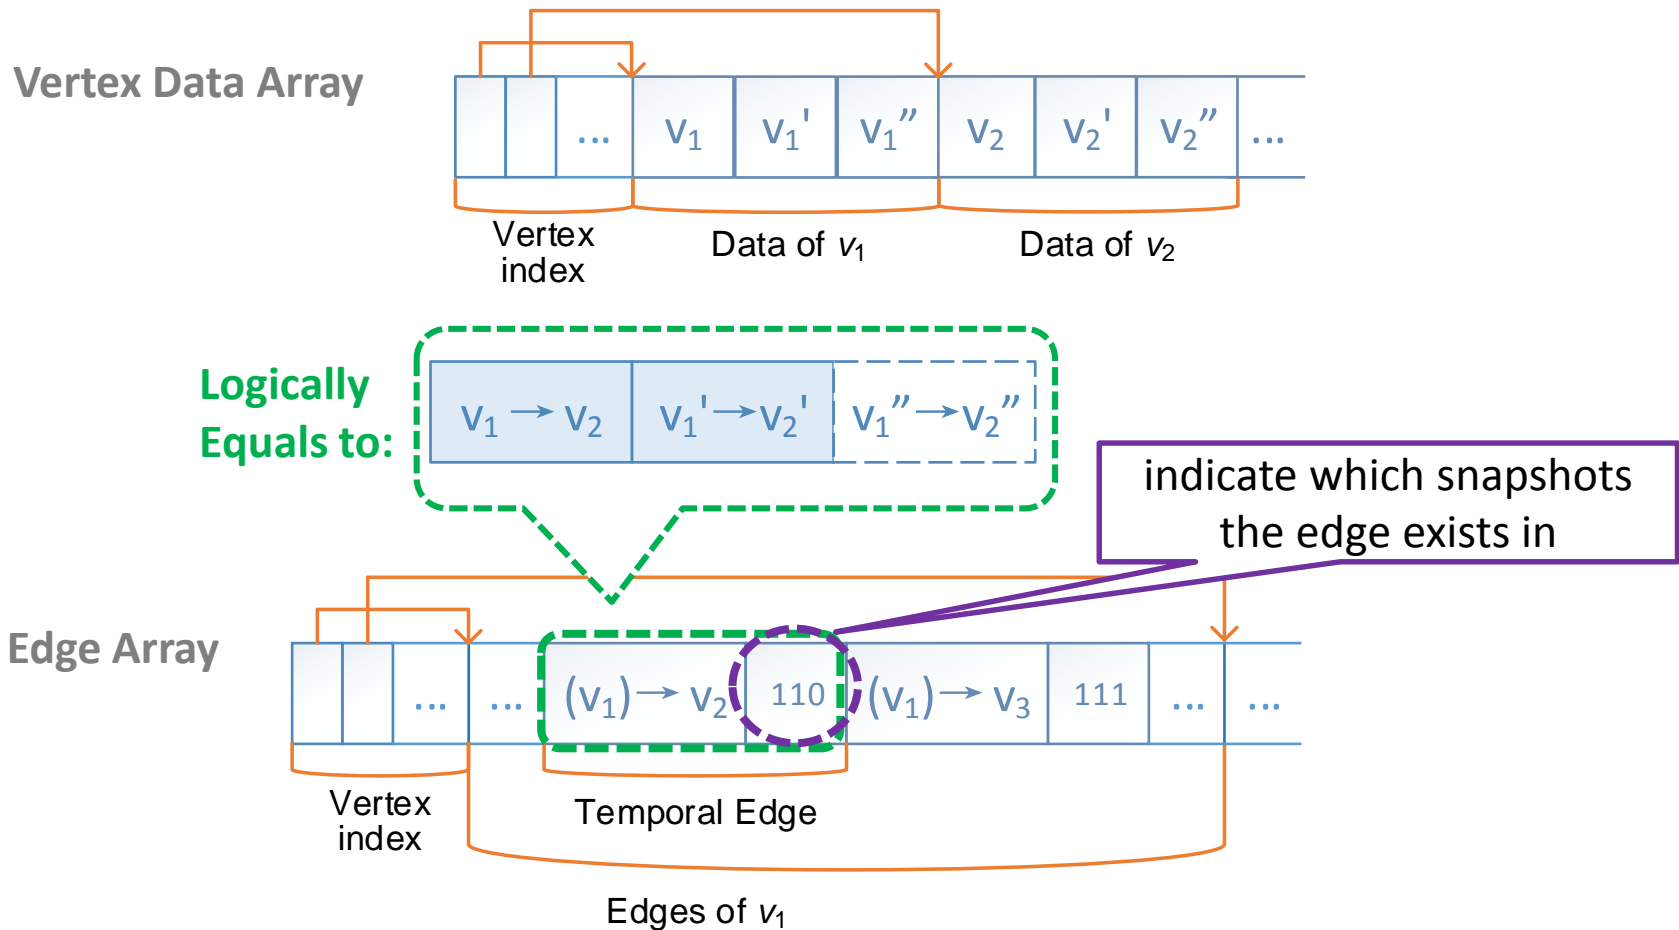 Vertex Data Array
... v₁ v₁' v₁″ v₂ v₂' v₂″ ...
Vertex
index
Data of v₁
Data of v₂
Logically
Equals to:
v₁ → v₂ v₁' → v₂' v₁″ → v₂″
indicate which snapshots
the edge exists in
Edge Array
... ... (v₁) → v₂ 110 (v₁) → v₃ 111 ... ...
Vertex
index
Temporal Edge
Edges of v₁